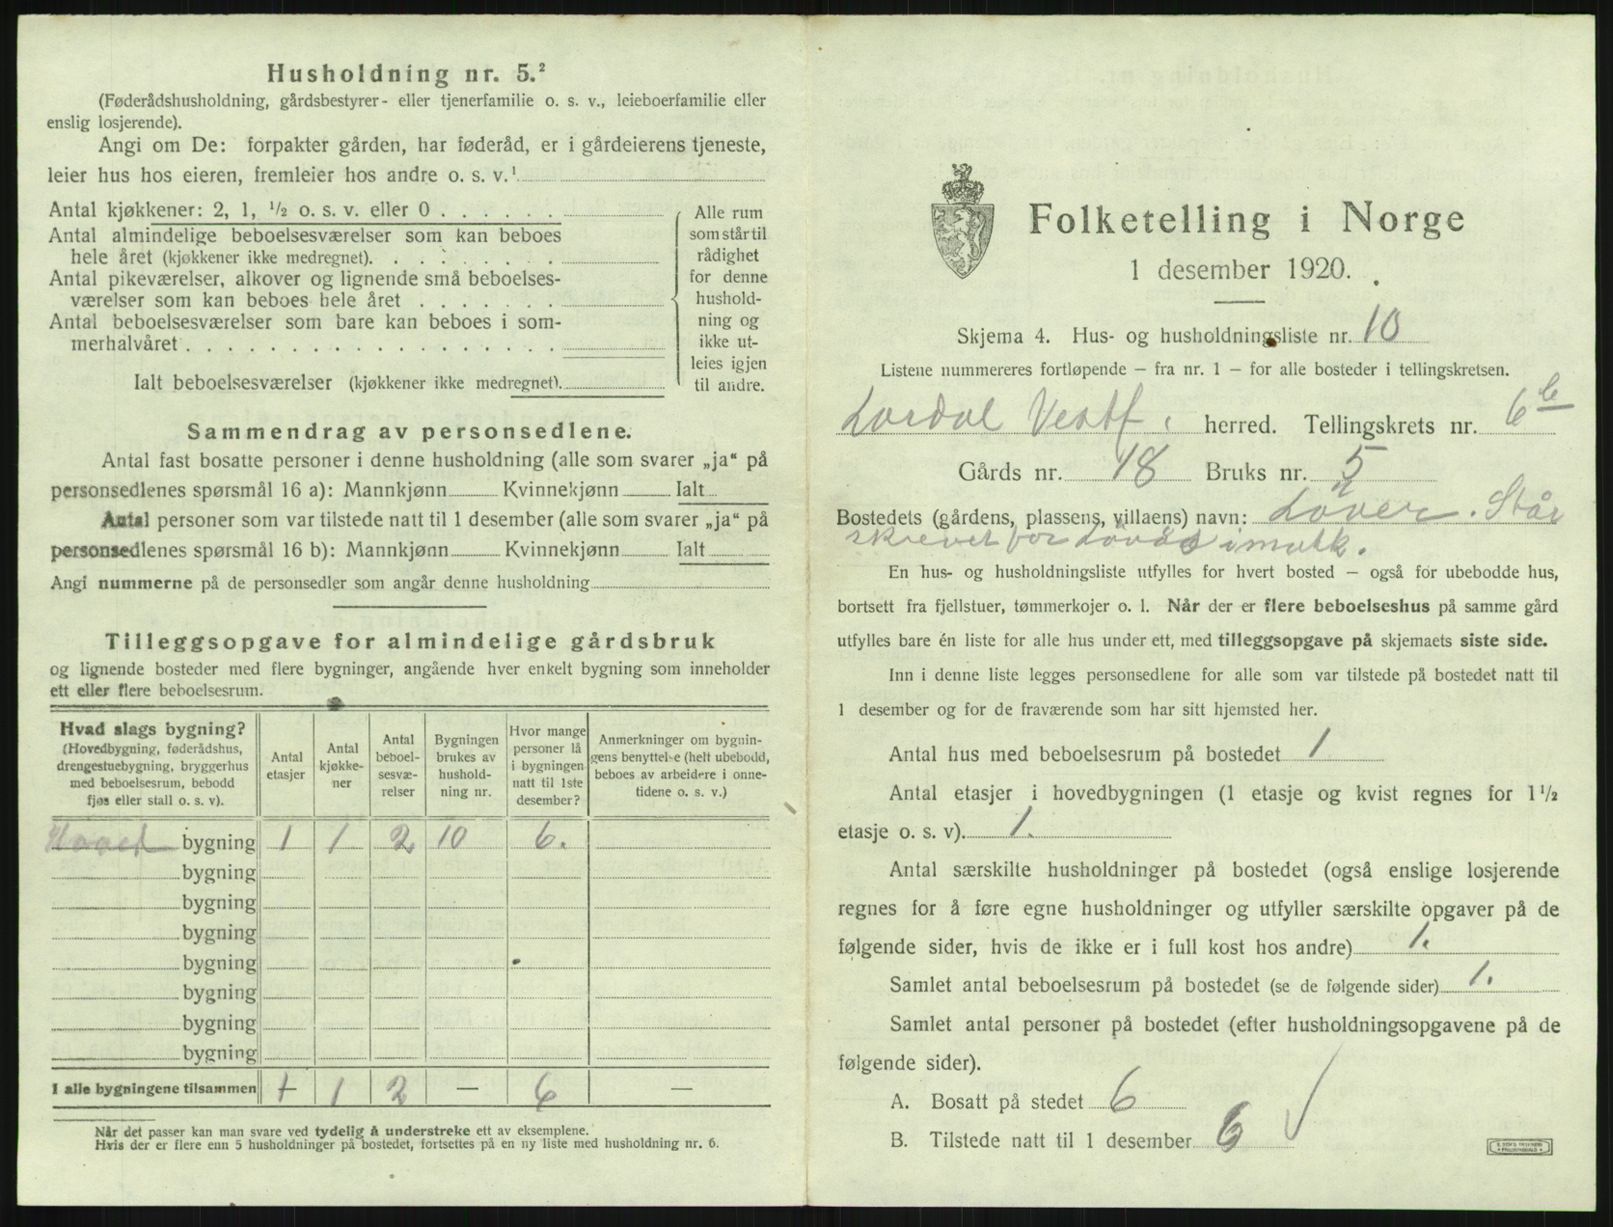 Husholdning nr. 5.²
(Føderådshusholdning, gårdsbestyrer- eller tjenerfamilie o. s. v., leieboerfamilie eller
enslig losjerende).
Angi om De: forpakter gården, har føderåd, er i gårdeierens tjeneste,
leier hus hos eieren, fremleier hos andre o. s. v.¹
Antal kjøkkener: 2, 1, ½ o. s. v. eller 0 . . . . . .
Antal almindelige beboelsesværelser som kan beboes
hele året (kjøkkener ikke medregnet). . . . . . . .
Antal pikeværelser, alkover og lignende små beboelses-
værelser som kan beboes hele året . . . . . . .
Antal beboelsesværelser som bare kan beboes i som-
merhalvåret . . . . . . . . . . . . . . . . . .
Ialt beboelsesværelser (kjøkkener ikke medregnet).
Alle rum
som står til
rådighet
for denne
hushold-
ning og
ikke ut-
leies igjen
til andre.
Sammendrag av personsedlene.
Antal fast bosatte personer i denne husholdning (alle som svarer „ja“ på
personsedlenes spørsmål 16 a): Mannkjønn Kvinnekjønn Ialt
Antal personer som var tilstede natt til 1 desember (alle som svarer „ja“ på
personsedlenes spørsmål 16 b): Mannkjønn Kvinnekjønn Ialt
Angi nummerne på de personsedler som angår denne husholdning
Tilleggsopgave for almindelige gårdsbruk
og lignende bosteder med flere bygninger, angående hver enkelt bygning som inneholder
ett eller flere beboelsesrum.
Hvad slags bygning?
(Hovedbygning, føderådshus,
drengestuebygning, bryggerhus
med beboelsesrum, bebodd
fjøs eller stall o. s. v).
Antal
etasjer
Antal
kjøkke-
ner
Antal
beboel-
sesvæ-
relser
Bygningen
brukes av
hushold-
ning nr.
Hvor mange
personer lå
i bygningen
natt til 1ste
desember?
Anmerkninger om bygnin-
gens benyttelse (helt ubebodd,
beboes av arbeidere i onne-
tidene o. s. v.)
Hoved bygning 1 1 2 10 6.
bygning
bygning
bygning
bygning
bygning
bygning
bygning
I alle bygningene tilsammen + 1 2 — 6 —
Når det passer kan man svare ved tydelig å understreke ett av eksemplene.
Hvis der er flere enn 5 husholdninger på bostedet, fortsettes på en ny liste med husholdning nr. 6.
Folketelling i Norge
1 desember 1920.
Skjema 4. Hus- og husholdningsliste nr. 10
Listene nummereres fortløpende — fra nr. 1 — for alle bosteder i tellingskretsen.
Lardal Vestf. herred. Tellingskrets nr. 6b
Gårds nr. 18 Bruks nr. 5
Bostedets (gårdens, plassens, villaens) navn: Løver. Står
skrevet for Lovås i matk.
En hus- og husholdningsliste utfylles for hvert bosted — også for ubebodde hus,
bortsett fra fjellstuer, tømmerkojer o. l. Når der er flere beboelseshus på samme gård
utfylles bare én liste for alle hus under ett, med tilleggsopgave på skjemaets siste side.
Inn i denne liste legges personsedlene for alle som var tilstede på bostedet natt til
1 desember og for de fraværende som har sitt hjemsted her.
Antal hus med beboelsesrum på bostedet 1
Antal etasjer i hovedbygningen (1 etasje og kvist regnes for 1½
etasje o. s. v). 1.
Antal særskilte husholdninger på bostedet (også enslige losjerende
regnes for å føre egne husholdninger og utfyller særskilte opgaver på de
følgende sider, hvis de ikke er i full kost hos andre) 1.
Samlet antal beboelsesrum på bostedet (se de følgende sider) 1.
Samlet antal personer på bostedet (efter husholdningsopgavene på de
følgende sider).
A. Bosatt på stedet 6
B. Tilstede natt til 1 desember 6